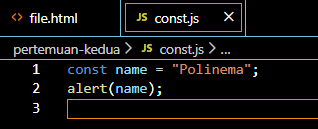 <> file.html JS const.js ×
pertemuan-kedua > JS const.js > ...
1 const name = "Polinema";
2 alert(name);
3